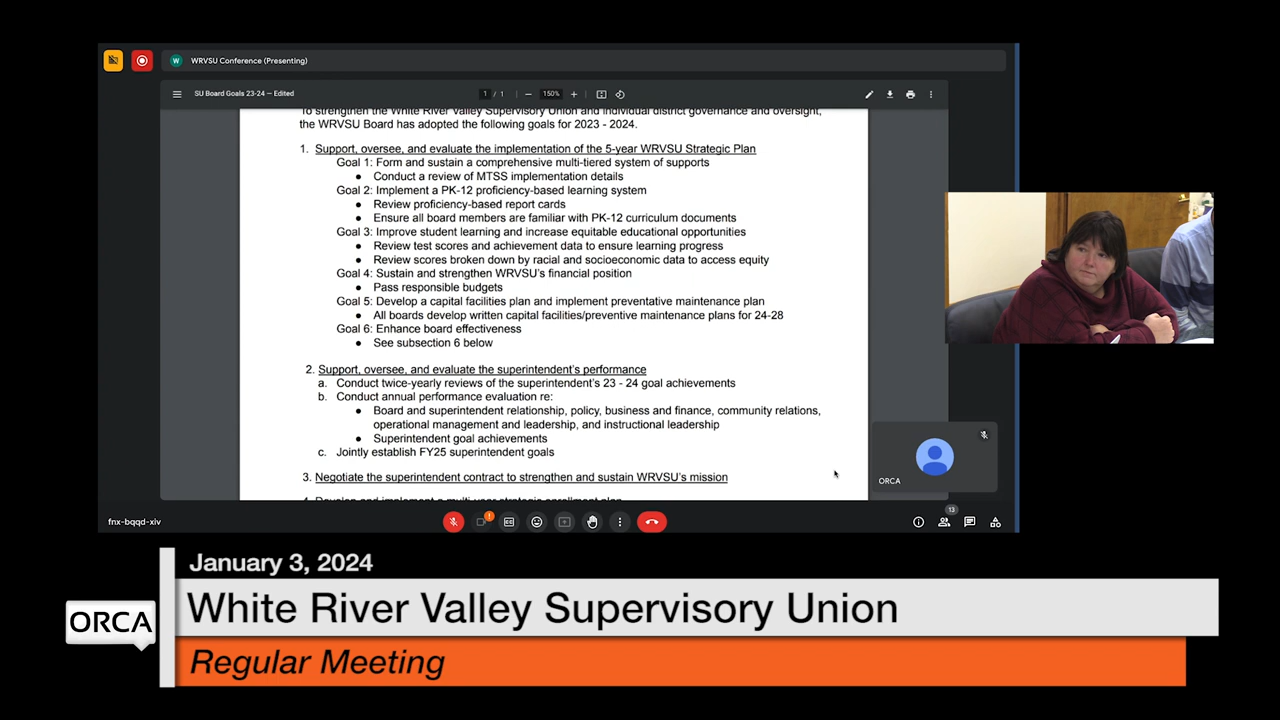 W WRVSU Conference (Presenting)
SU Board Goals 23-24 – Edited
1 / 1
150%
To strengthen the White River Valley Supervisory Union and individual district governance and oversight,
the WRVSU Board has adopted the following goals for 2023 - 2024.
1. Support, oversee, and evaluate the implementation of the 5-year WRVSU Strategic Plan
Goal 1: Form and sustain a comprehensive multi-tiered system of supports
● Conduct a review of MTSS implementation details
Goal 2: Implement a PK-12 proficiency-based learning system
● Review proficiency-based report cards
● Ensure all board members are familiar with PK-12 curriculum documents
Goal 3: Improve student learning and increase equitable educational opportunities
● Review test scores and achievement data to ensure learning progress
● Review scores broken down by racial and socioeconomic data to access equity
Goal 4: Sustain and strengthen WRVSU's financial position
● Pass responsible budgets
Goal 5: Develop a capital facilities plan and implement preventative maintenance plan
● All boards develop written capital facilities/preventive maintenance plans for 24-28
Goal 6: Enhance board effectiveness
● See subsection 6 below
2. Support, oversee, and evaluate the superintendent's performance
a. Conduct twice-yearly reviews of the superintendent's 23 - 24 goal achievements
b. Conduct annual performance evaluation re:
● Board and superintendent relationship, policy, business and finance, community relations,
operational management and leadership, and instructional leadership
● Superintendent goal achievements
c. Jointly establish FY25 superintendent goals
3. Negotiate the superintendent contract to strengthen and sustain WRVSU's mission
4. Develop and implement a multi-year strategic enrollment plan
ORCA
fnx-bqqd-xiv
13
January 3, 2024
White River Valley Supervisory Union
ORCA
Regular Meeting